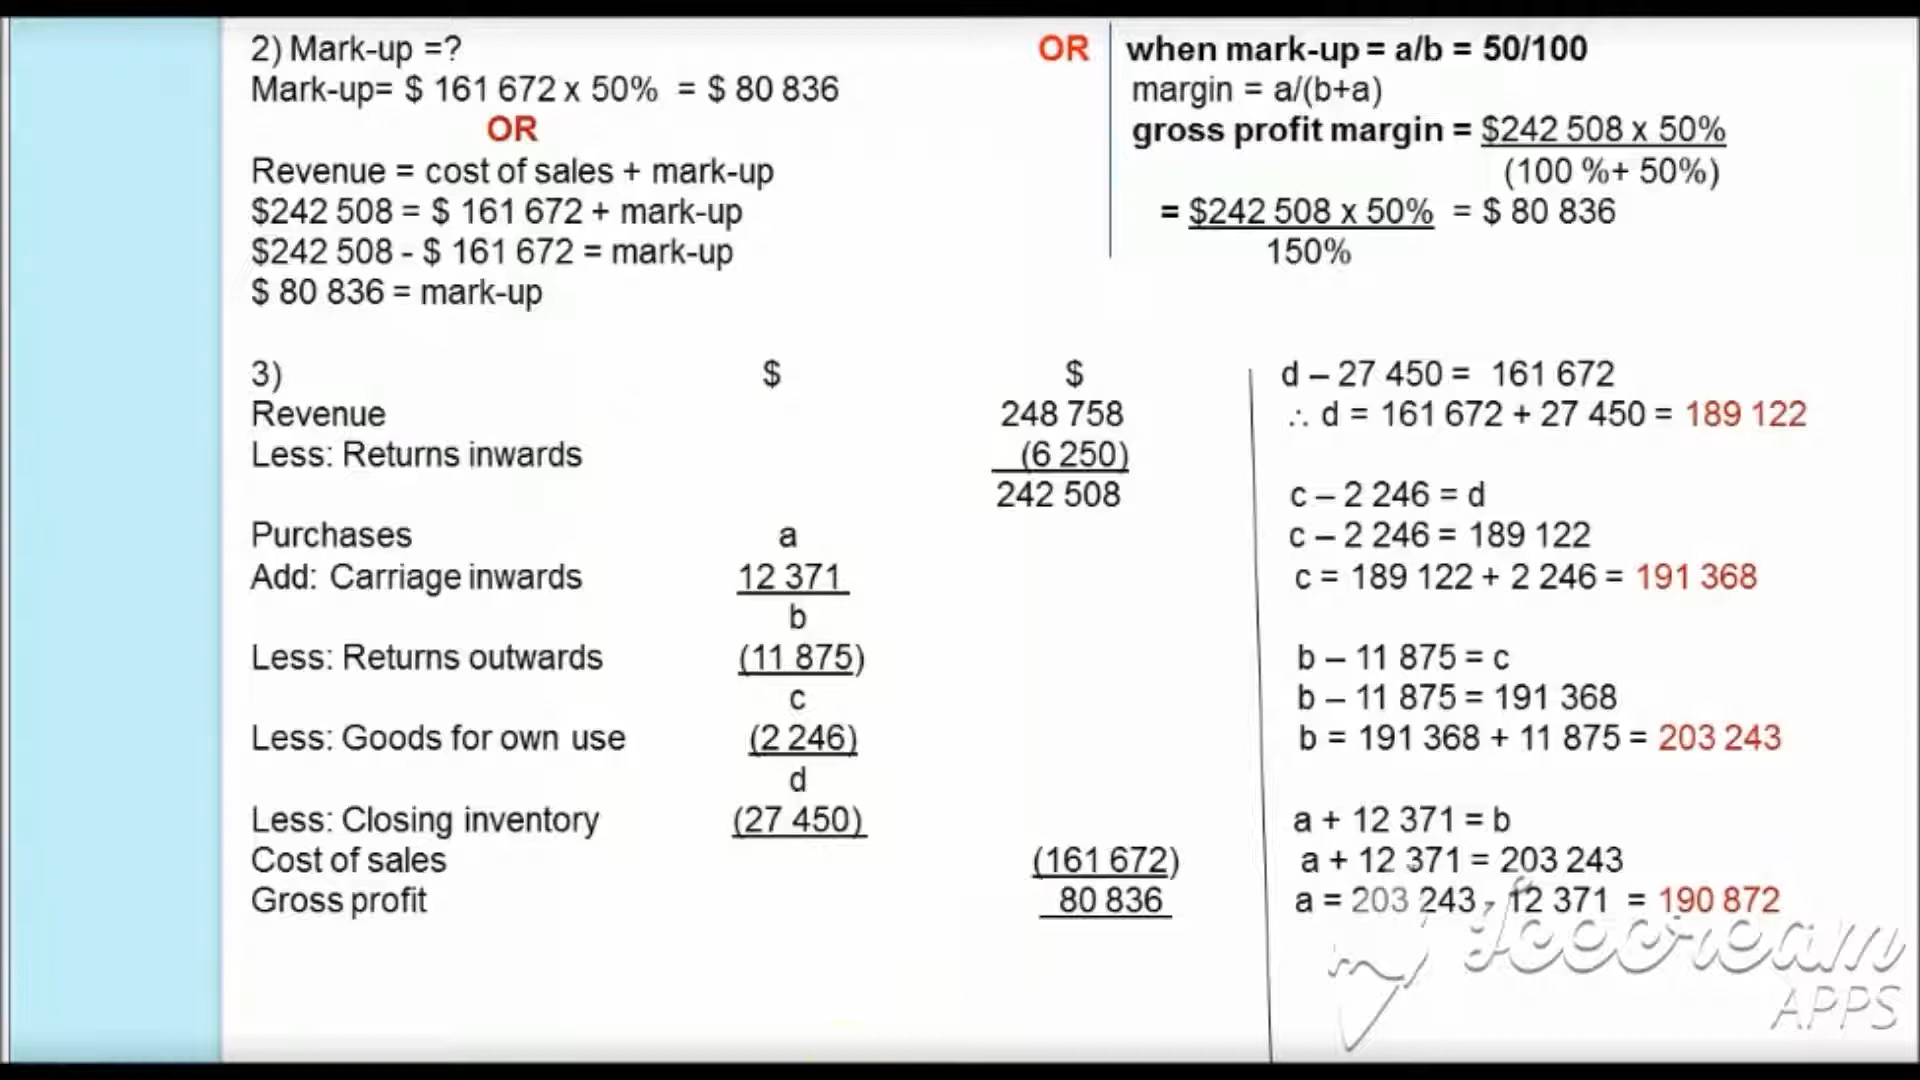 2) Mark-up =?
Mark-up= $ 161 672 x 50% = $ 80 836
OR
Revenue = cost of sales + mark-up
$242 508 = $ 161 672 + mark-up
$242 508 - $ 161 672 = mark-up
$ 80 836 = mark-up
OR
when mark-up = a/b = 50/100
margin = a/(b+a)
gross profit margin = $242 508 x 50%
(100 %+ 50%)
= $242 508 x 50% = $ 80 836
150%
3) $ $
Revenue 248 758
Less: Returns inwards (6 250)
242 508
Purchases a
Add: Carriage inwards 12 371
b
Less: Returns outwards (11 875)
c
Less: Goods for own use (2 246)
d
Less: Closing inventory (27 450)
Cost of sales (161 672)
Gross profit 80 836
d – 27 450 = 161 672
∴ d = 161 672 + 27 450 = 189 122
c – 2 246 = d
c – 2 246 = 189 122
c = 189 122 + 2 246 = 191 368
b – 11 875 = c
b – 11 875 = 191 368
b = 191 368 + 11 875 = 203 243
a + 12 371 = b
a + 12 371 = 203 243
a = 203 243 - 12 371 = 190 872
Icecream
APPS